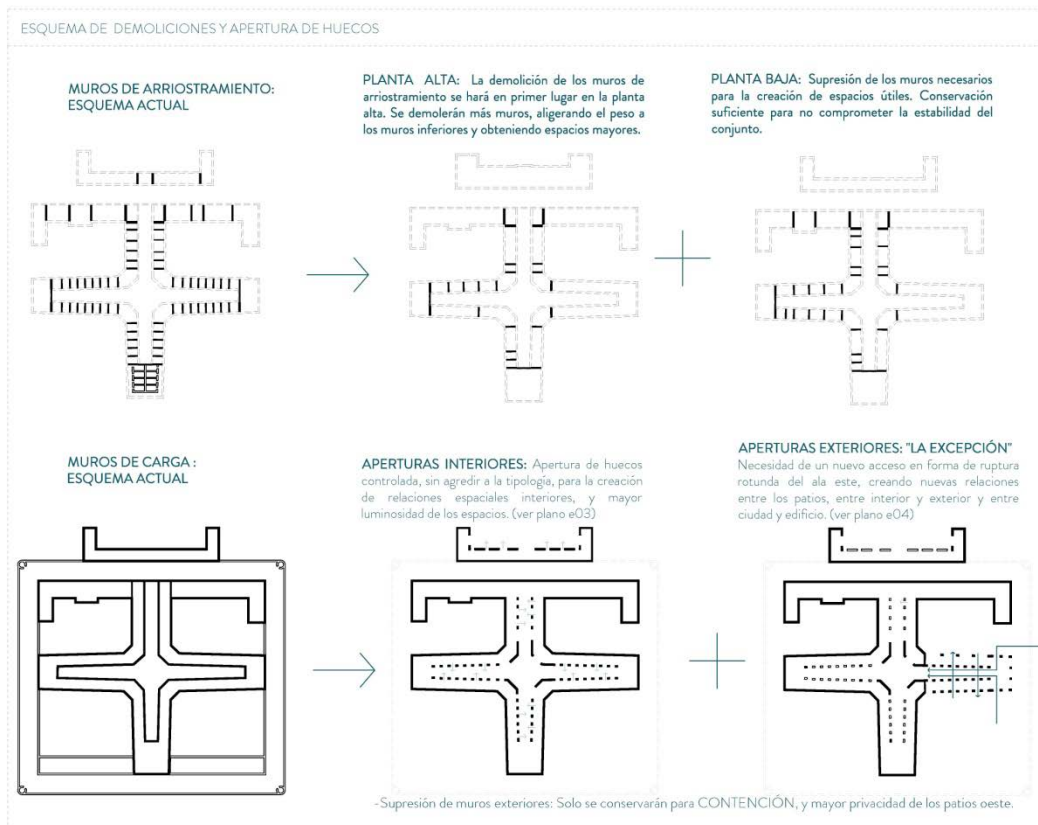 ESQUEMA DE DEMOLICIONES Y APERTURA DE HUECOS
MUROS DE ARRIOSTRAMIENTO:
ESQUEMA ACTUAL
PLANTA ALTA: La demolición de los muros de
arriostramiento se hará en primer lugar en la planta
alta. Se demolerán más muros, aligerando el peso a
los muros inferiores y obteniendo espacios mayores.
PLANTA BAJA: Supresión de los muros necesarios
para la creación de espacios útiles. Conservación
suficiente para no comprometer la estabilidad del
conjunto.
MUROS DE CARGA :
ESQUEMA ACTUAL
APERTURAS INTERIORES: Apertura de huecos
controlada, sin agredir a la tipología, para la creación
de relaciones espaciales interiores, y mayor
luminosidad de los espacios. (ver plano e03)
APERTURAS EXTERIORES: "LA EXCEPCIÓN"
Necesidad de un nuevo acceso en forma de ruptura
rotunda del ala este, creando nuevas relaciones
entre los patios, entre interior y exterior y entre
ciudad y edificio. (ver plano e04)
-Supresión de muros exteriores: Solo se conservarán para CONTENCIÓN, y mayor privacidad de los patios oeste.